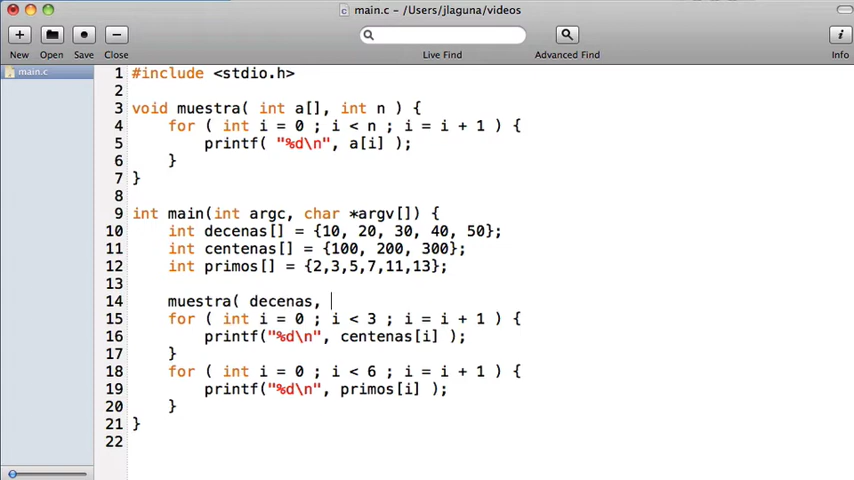 main.c – /Users/jlaguna/videos
New Open Save Close Live Find Advanced Find Info
main.c
1 #include <stdio.h>
2
3 void muestra( int a[], int n ) {
4 for ( int i = 0 ; i < n ; i = i + 1 ) {
5 printf( "%d\n", a[i] );
6 }
7 }
8
9 int main(int argc, char *argv[]) {
10 int decenas[] = {10, 20, 30, 40, 50};
11 int centenas[] = {100, 200, 300};
12 int primos[] = {2,3,5,7,11,13};
13
14 muestra( decenas,
15 for ( int i = 0 ; i < 3 ; i = i + 1 ) {
16 printf("%d\n", centenas[i] );
17 }
18 for ( int i = 0 ; i < 6 ; i = i + 1 ) {
19 printf("%d\n", primos[i] );
20 }
21 }
22